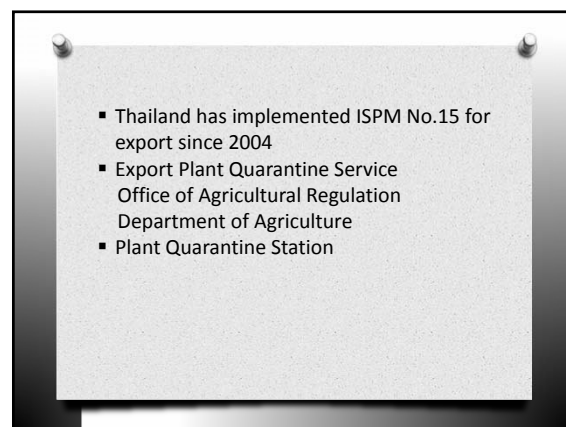 ▪ Thailand has implemented ISPM No.15 for
export since 2004
▪ Export Plant Quarantine Service
Office of Agricultural Regulation
Department of Agriculture
▪ Plant Quarantine Station